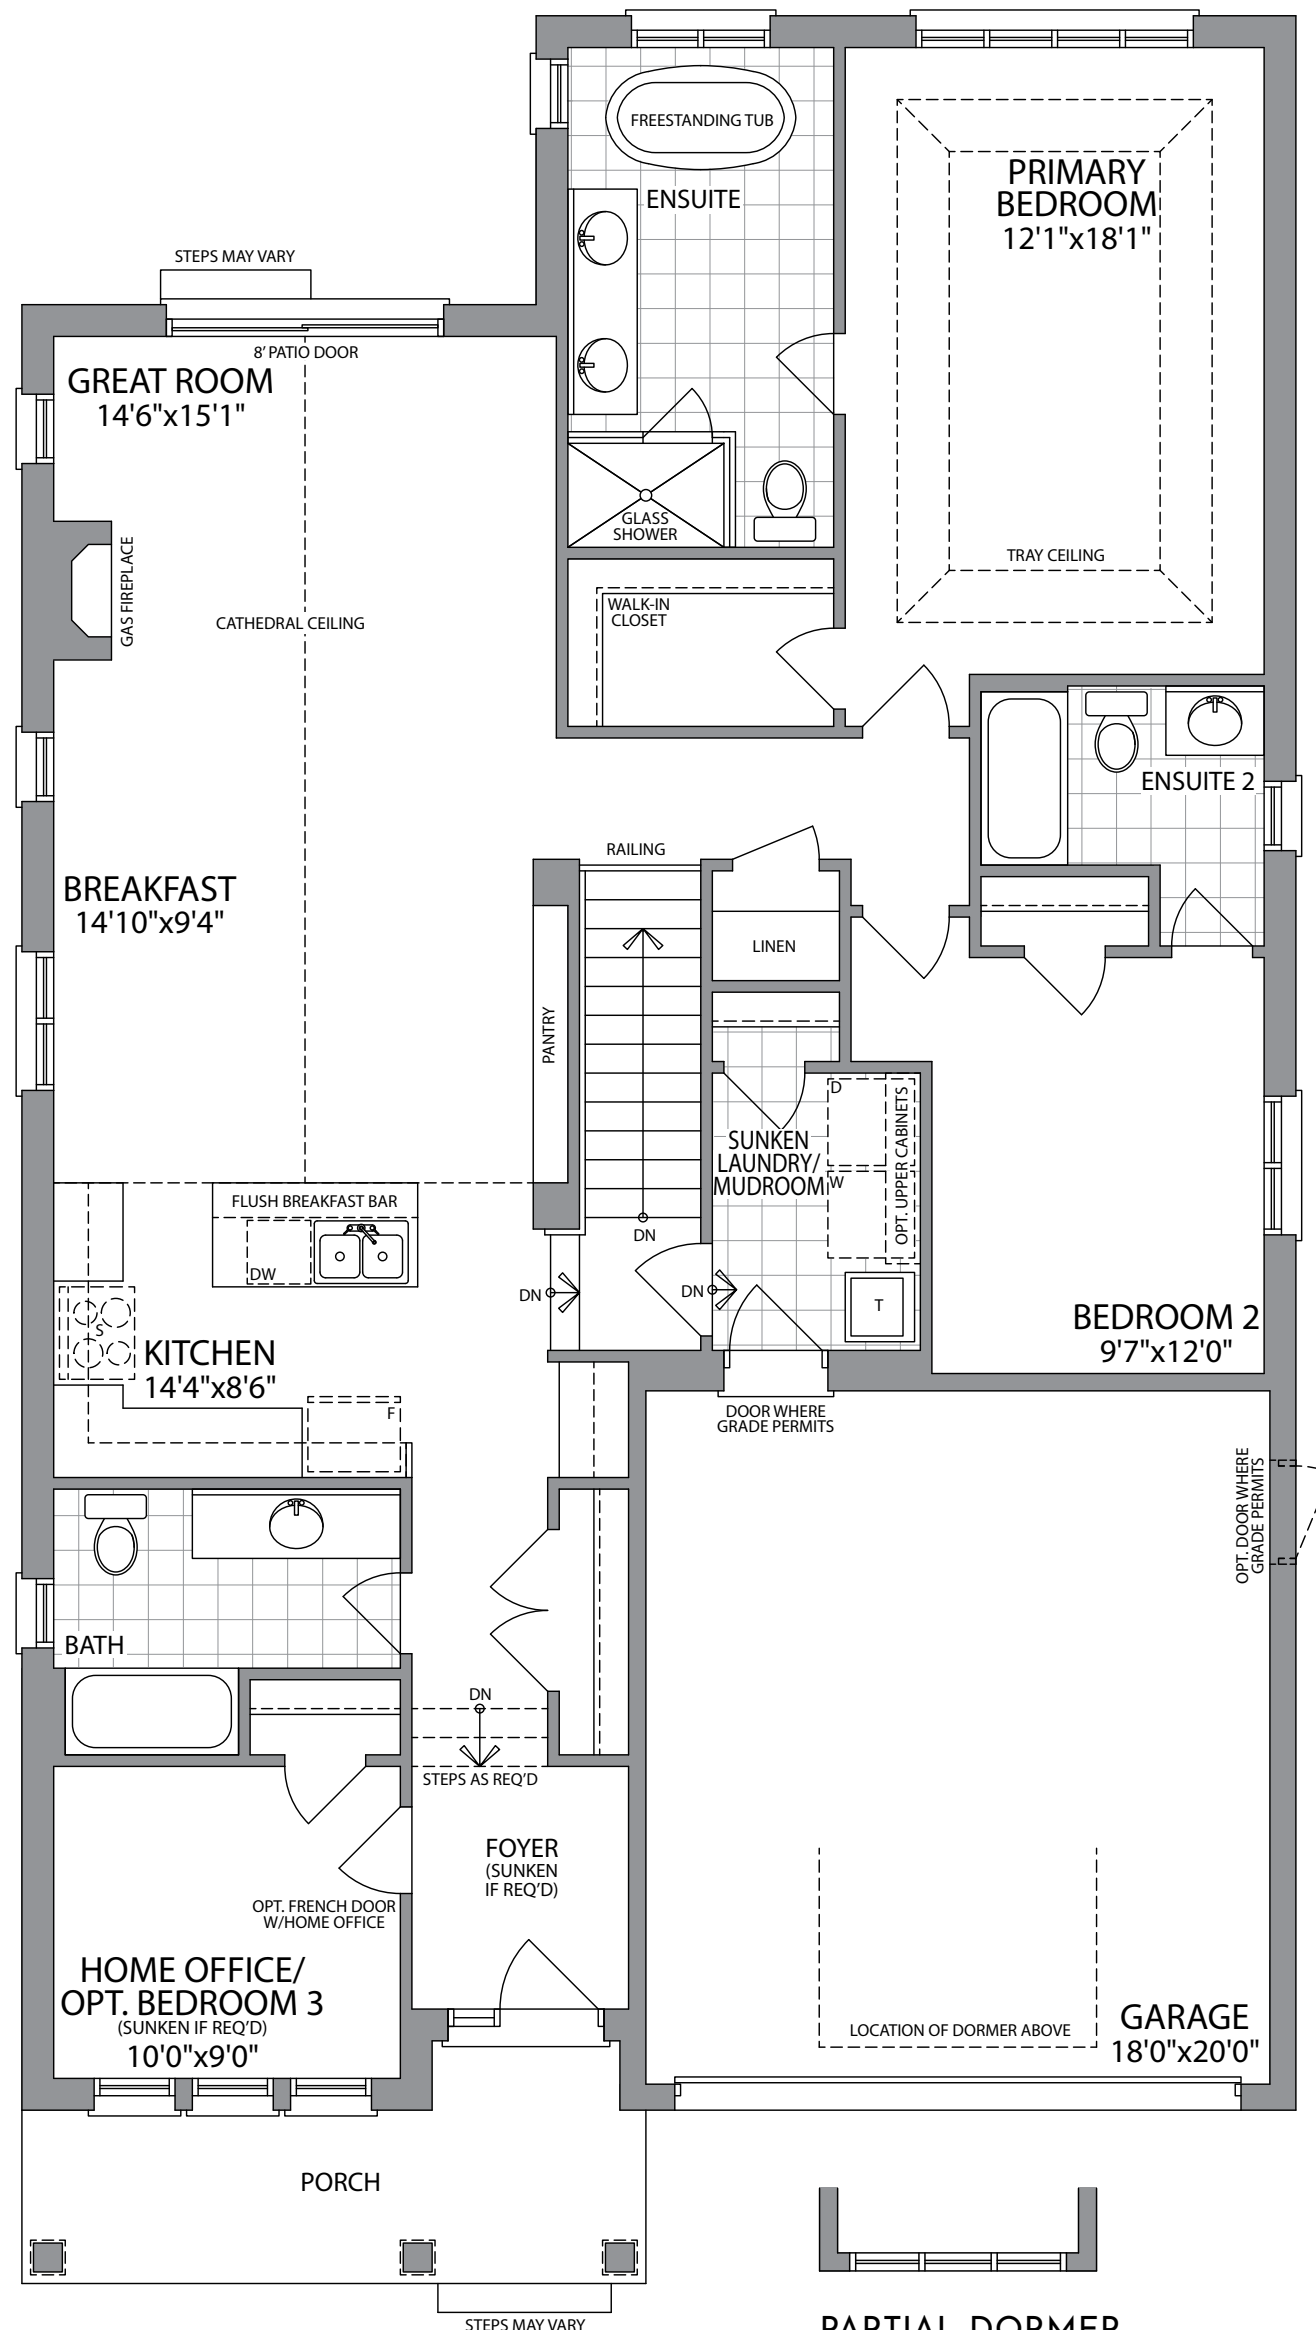 FREESTANDING TUB
ENSUITE
PRIMARY
BEDROOM
12'1"x18'1"
STEPS MAY VARY
8' PATIO DOOR
GREAT ROOM
14'6"x15'1"
GLASS
SHOWER
GAS FIREPLACE
TRAY CEILING
WALK-IN
CLOSET
CATHEDRAL CEILING
ENSUITE 2
RAILING
BREAKFAST
14'10"x9'4"
LINEN
PANTRY
D
OPT. UPPER CABINETS
SUNKEN
LAUNDRY/
MUDROOM
W
FLUSH BREAKFAST BAR
DN
DW
DN
DN
T
S
KITCHEN
14'4"x8'6"
BEDROOM 2
9'7"x12'0"
F
DOOR WHERE
GRADE PERMITS
OPT. DOOR WHERE
GRADE PERMITS
BATH
DN
STEPS AS REQ'D
FOYER
(SUNKEN
IF REQ'D)
OPT. FRENCH DOOR
W/HOME OFFICE
HOME OFFICE/
OPT. BEDROOM 3
(SUNKEN IF REQ'D)
10'0"x9'0"
LOCATION OF DORMER ABOVE
GARAGE
18'0"x20'0"
PORCH
STEPS MAY VARY
PARTIAL DORMER